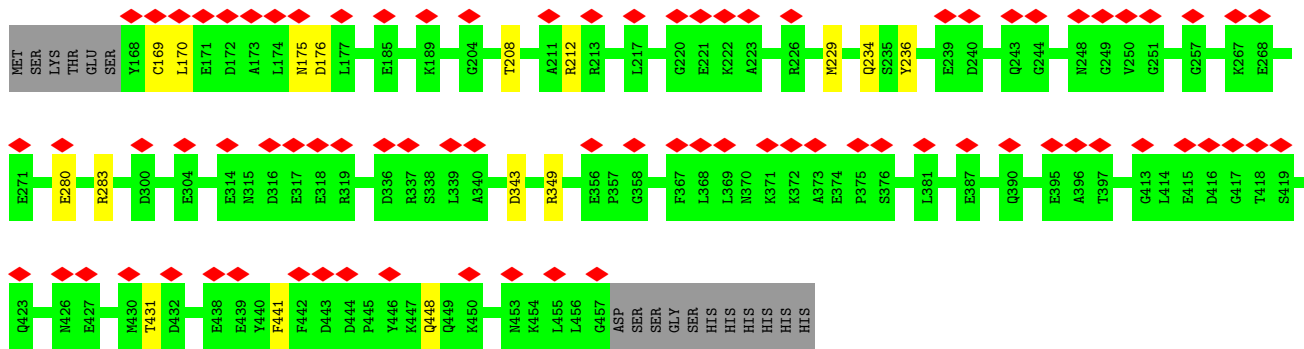 MET SER LYS THR GLU SER Y168 C169 L170 E171 D172 A173 L174 N175 D176 L177 E185 K189 G204 T208 A211 R212 R213 L217 G220 E221 K222 A223 R226 M229 Q234 S235 Y236 E239 D240 Q243 G244 N248 G249 V250 G251 G257 K267 E268
E271 E280 R283 D300 E304 E314 N315 D316 E317 E318 R319 D336 R337 S338 L339 A340 D343 R349 E356 P357 G358 F367 L368 L369 N370 K371 K372 A373 E374 P375 S376 L381 E387 Q390 E395 A396 T397 G413 L414 E415 D416 G417 T418 S419
Q423 N426 E427 M430 T431 D432 E438 E439 Y440 F441 F442 D443 D444 P445 Y446 K447 Q448 Q449 K450 N453 K454 L455 L456 G457 ASP SER SER GLY SER HIS HIS HIS HIS HIS HIS